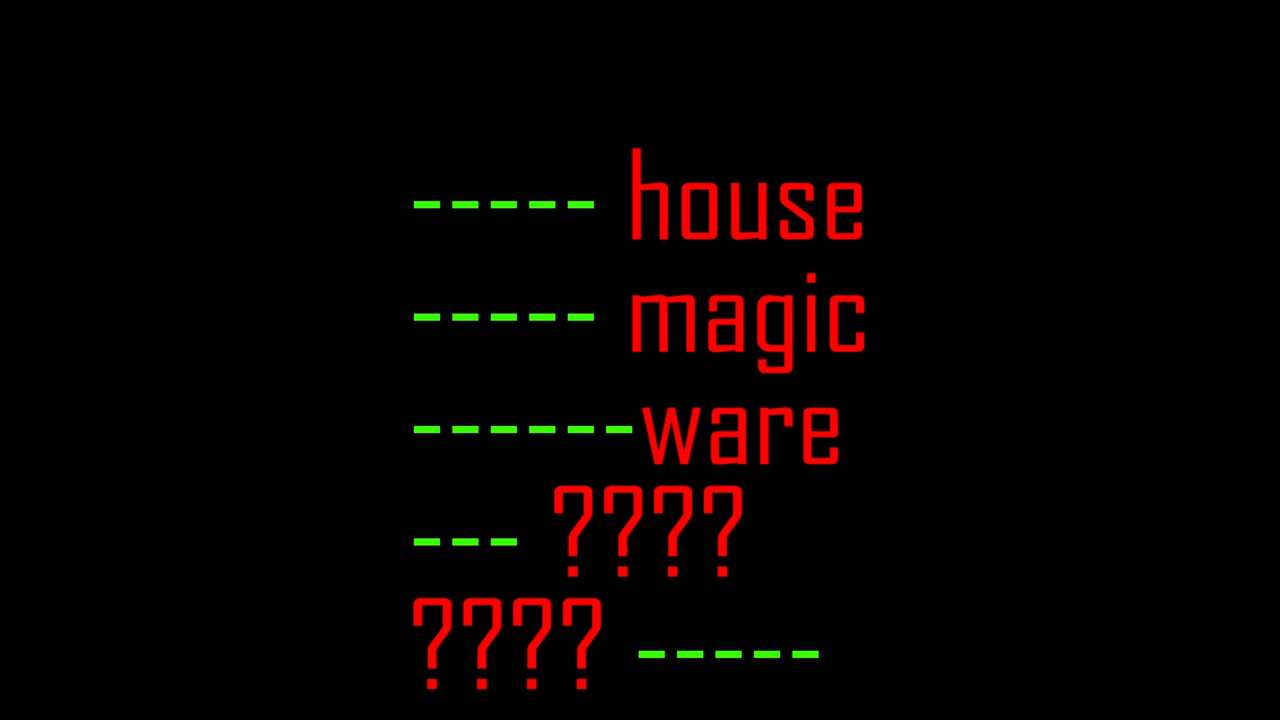 ----- house
----- magic
------ware
--- ????
???? -----